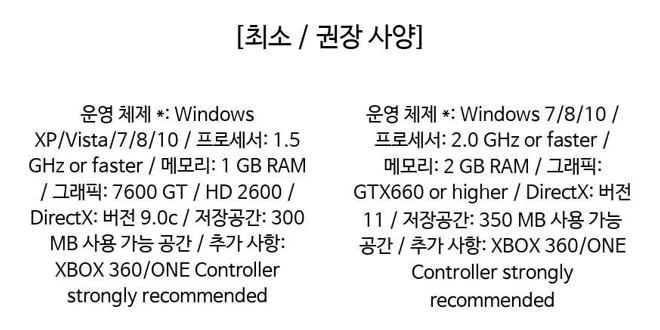 [최소 / 권장 사양]
운영 체제 *: Windows
XP/Vista/7/8/10 / 프로세서: 1.5
GHz or faster / 메모리: 1 GB RAM
/ 그래픽: 7600 GT / HD 2600 /
DirectX: 버전 9.0c / 저장공간: 300
MB 사용 가능 공간 / 추가 사항:
XBOX 360/ONE Controller
strongly recommended
운영 체제 *: Windows 7/8/10 /
프로세서: 2.0 GHz or faster /
메모리: 2 GB RAM / 그래픽:
GTX660 or higher / DirectX: 버전
11 / 저장공간: 350 MB 사용 가능
공간 / 추가 사항: XBOX 360/ONE
Controller strongly
recommended